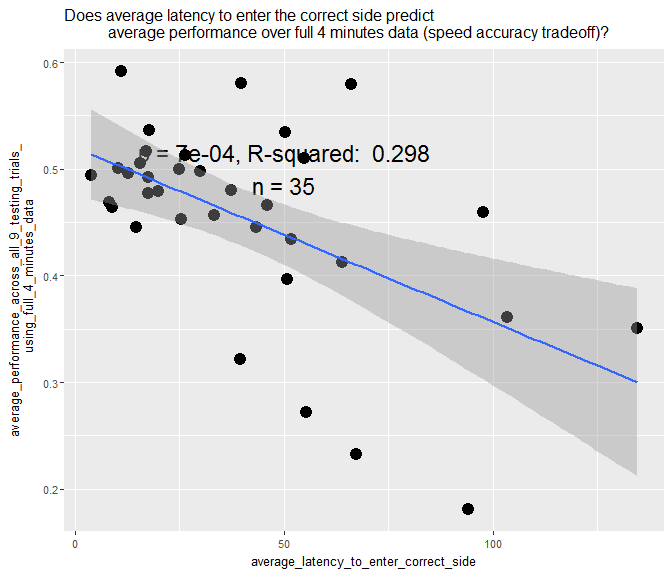 Does average latency to enter the correct side predict
average performance over full 4 minutes data (speed accuracy tradeoff)?
0.6
0.5
0.4
0.3
0.2
= 7e-04, R-squared: 0.298
n = 35
average_performance_across_all_9_testing_trials_
using_full_4_minutes_data
0
50
100
average_latency_to_enter_correct_side